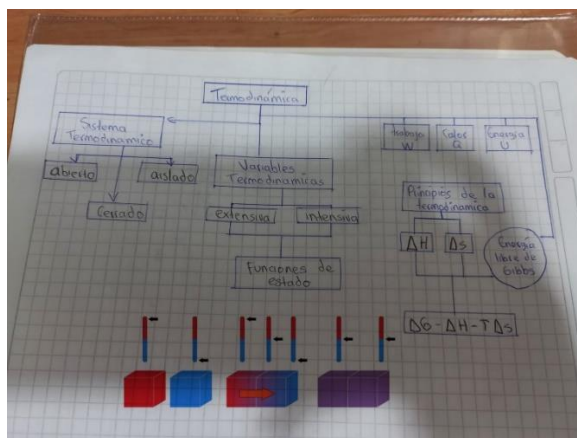 Termodinámica
Sistema
Termodinamico
abierto
aislado
Cerrado
Variables
Termodinamicas
extensiva
intensiva
Funciones de
estado
trabajo
W
Calor
Q
Energía
U
Principios de la
termodinamica
ΔH
ΔS
Energía
libre de
Gibbs
ΔG-ΔH-TΔs